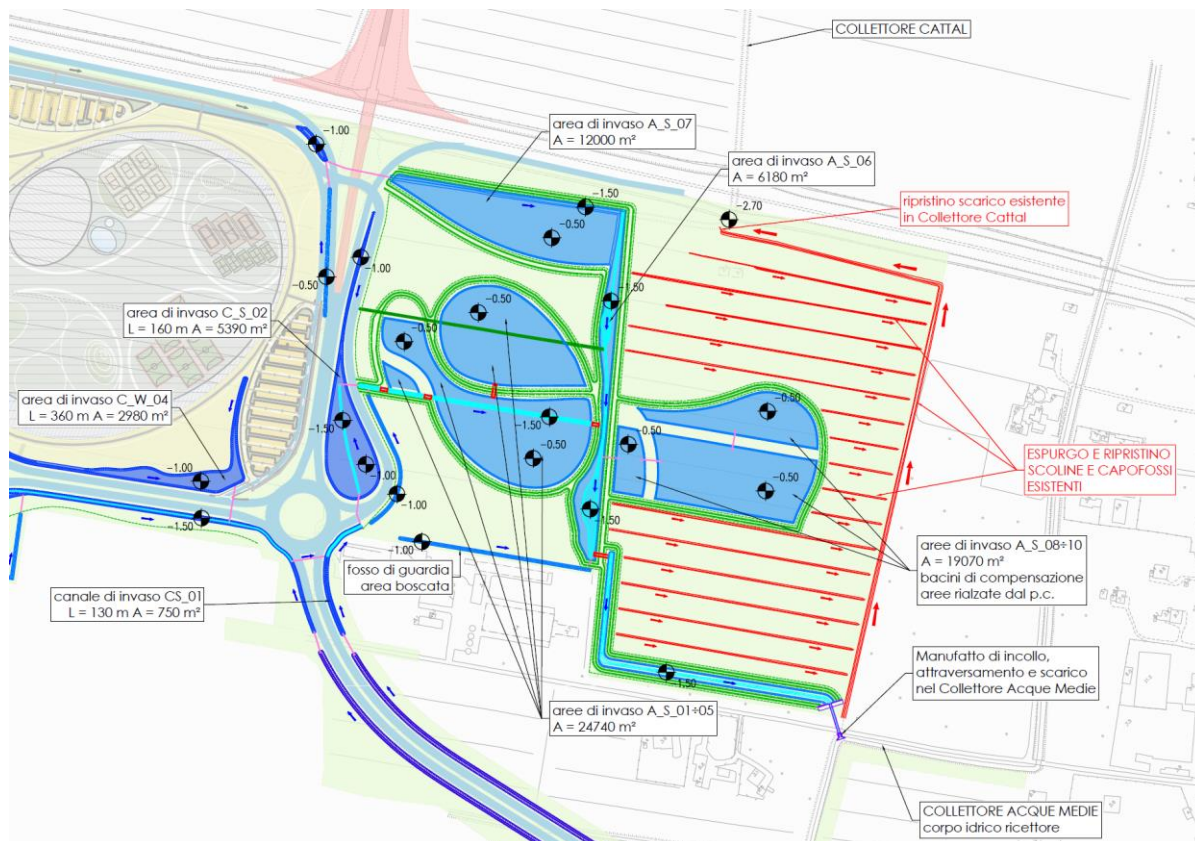 COLLETTORE CATTAL
-1.00
area di invaso A_S_07
A = 12000 m²
area di invaso A_S_06
A = 6180 m²
-1.50
-0.50
-2.70
ripristino scarico esistente
in Collettore Cattal
-1.00
-0.50
-1.50
area di invaso C_S_02
L = 160 m A = 5390 m²
-0.50
-0.50
area di invaso C_W_04
L = 360 m A = 2980 m²
-1.00
-1.50
-1.50
-1.00
-1.00
-1.50
-0.50
-0.50
-0.50
-0.50
-1.50
ESPURGO E RIPRISTINO
SCOLINE E CAPOFOSSI
ESISTENTI
-1.00
fosso di guardia
area boscata
aree di invaso A_S_08÷10
A = 19070 m²
bacini di compensazione
aree rialzate dal p.c.
canale di invaso CS_01
L = 130 m A = 750 m²
-1.50
Manufatto di incollo,
attraversamento e scarico
nel Collettore Acque Medie
aree di invaso A_S_01÷05
A = 24740 m²
COLLETTORE ACQUE MEDIE
corpo idrico ricettore